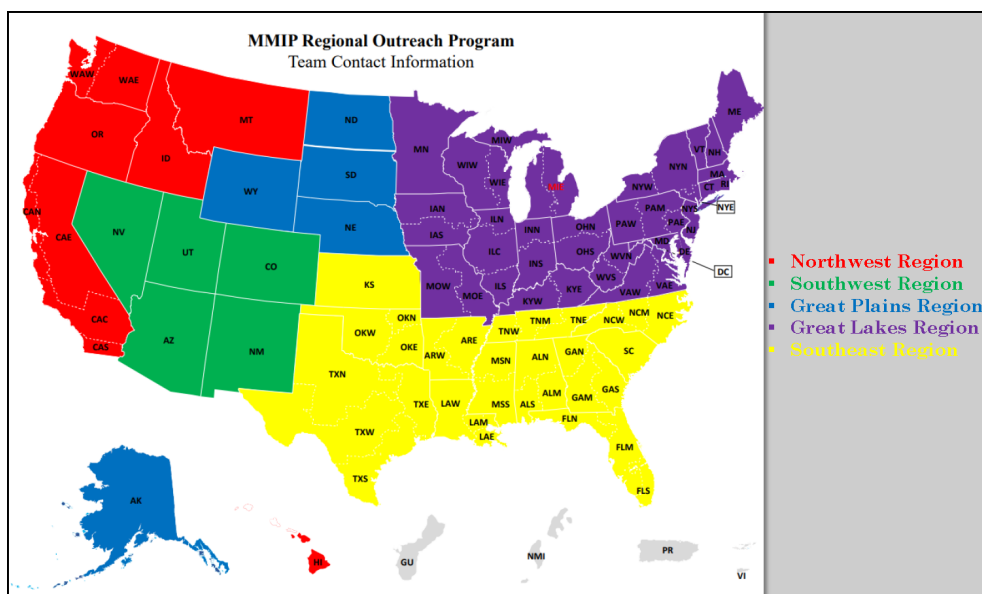 MMIP Regional Outreach Program
Team Contact Information
WAW
WAE
MT
ND
MN
ME
OR
ID
SD
WY
NE
WIW
WIE
MIW
NYN
VT
NH
MA
CT
RI
NYW
NYS
NYE
IAN
IAS
ILN
ILC
ILS
INN
INS
OHN
OHS
PAW
PAM
PAE
NJ
MD
DE
DC
CAN
CAE
CAC
CAS
NV
UT
CO
AZ
NM
KS
MOW
MOE
KYW
KYE
WVN
WVS
VAW
VAE
OKN
OKW
OKE
ARW
ARE
TNW
TNM
TNE
NCW
NCM
NCE
SC
TXN
TXE
TXW
TXS
LAW
LAM
LAE
MSN
MSS
ALN
ALM
ALS
GAN
GAM
GAS
FLN
FLM
FLS
AK
HI
GU
NMI
PR
VI
Northwest Region
Southwest Region
Great Plains Region
Great Lakes Region
Southeast Region